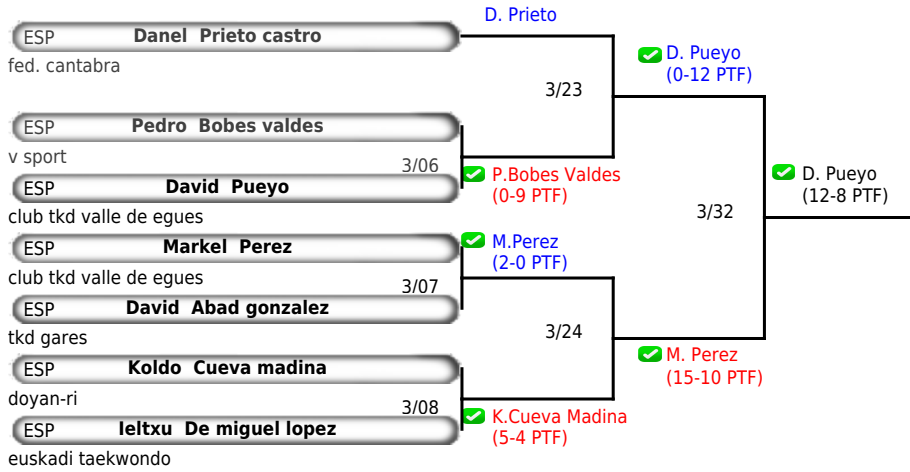 D. Prieto
ESP Danel Prieto castro
fed. cantabra
D. Pueyo
(0-12 PTF)
3/23
ESP Pedro Bobes valdes
v sport
3/06
P.Bobes Valdes
(0-9 PTF)
ESP David Pueyo
club tkd valle de egues
D. Pueyo
(12-8 PTF)
3/32
ESP Markel Perez
club tkd valle de egues
M.Perez
(2-0 PTF)
3/07
ESP David Abad gonzalez
tkd gares
3/24
M. Perez
(15-10 PTF)
ESP Koldo Cueva madina
doyan-ri
3/08
K.Cueva Madina
(5-4 PTF)
ESP Ieltxu De miguel lopez
euskadi taekwondo